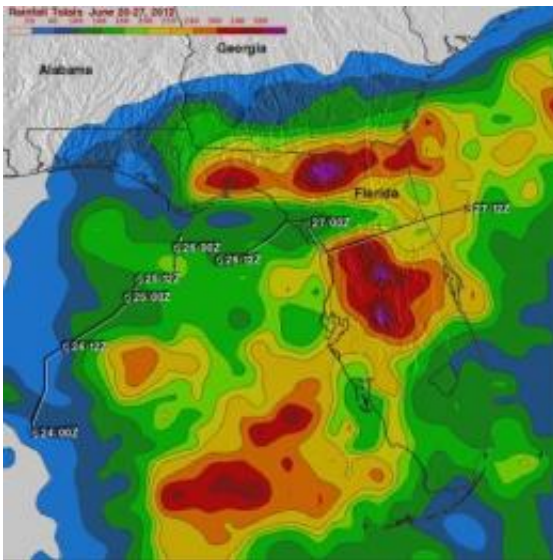 Rainfall Totals June 20-27, 2012
Georgia
Alabama
Florida
27/12Z
27/00Z
26/00Z
26/12Z
25/12Z
25/00Z
24/12Z
24/00Z